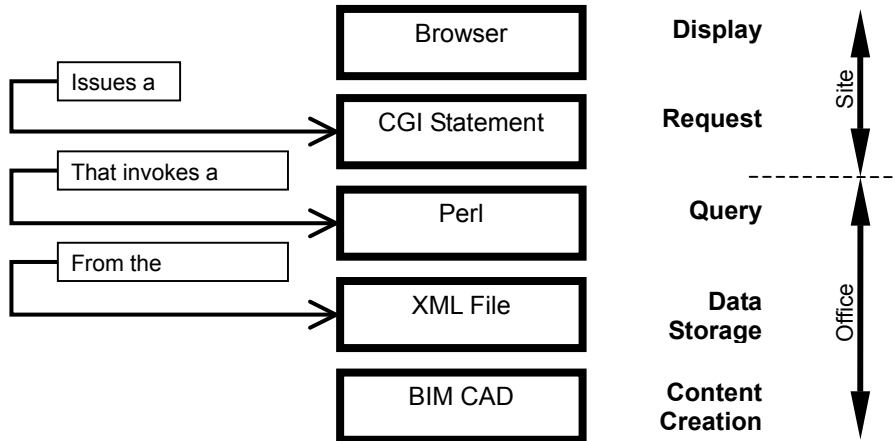 Browser
Display
Issues a
Site
CGI Statement
Request
That invokes a
Perl
Query
From the
XML File
Data
Storage
Office
BIM CAD
Content
Creation